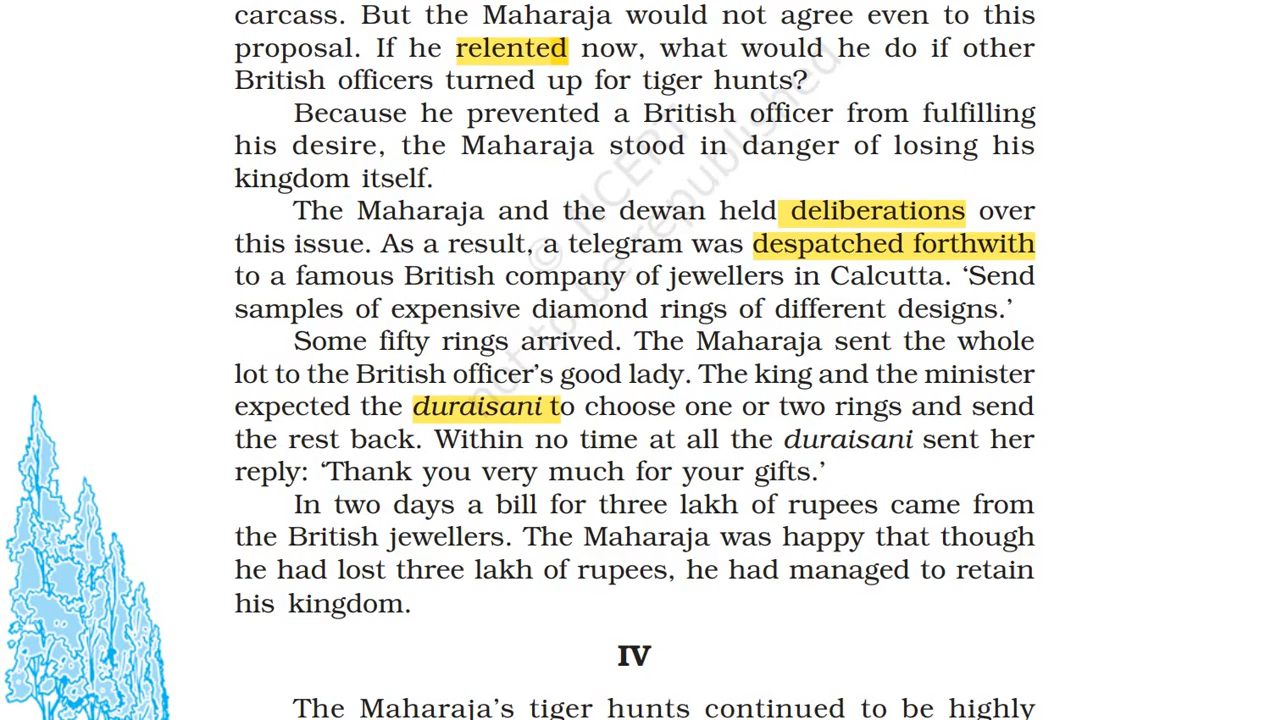 carcass. But the Maharaja would not agree even to this
proposal. If he relented now, what would he do if other
British officers turned up for tiger hunts?
Because he prevented a British officer from fulfilling
his desire, the Maharaja stood in danger of losing his
kingdom itself.
The Maharaja and the dewan held deliberations over
this issue. As a result, a telegram was despatched forthwith
to a famous British company of jewellers in Calcutta. ‘Send
samples of expensive diamond rings of different designs.’
Some fifty rings arrived. The Maharaja sent the whole
lot to the British officer’s good lady. The king and the minister
expected the duraisani to choose one or two rings and send
the rest back. Within no time at all the duraisani sent her
reply: ‘Thank you very much for your gifts.’
In two days a bill for three lakh of rupees came from
the British jewellers. The Maharaja was happy that though
he had lost three lakh of rupees, he had managed to retain
his kingdom.
IV
The Maharaja’s tiger hunts continued to be highly
© NCERT
not to be republished